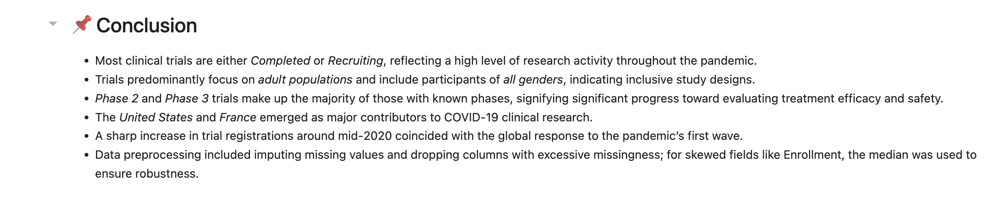 📌 Conclusion
• Most clinical trials are either Completed or Recruiting, reflecting a high level of research activity throughout the pandemic.
• Trials predominantly focus on adult populations and include participants of all genders, indicating inclusive study designs.
• Phase 2 and Phase 3 trials make up the majority of those with known phases, signifying significant progress toward evaluating treatment efficacy and safety.
• The United States and France emerged as major contributors to COVID-19 clinical research.
• A sharp increase in trial registrations around mid-2020 coincided with the global response to the pandemic’s first wave.
• Data preprocessing included imputing missing values and dropping columns with excessive missingness; for skewed fields like Enrollment, the median was used to
ensure robustness.